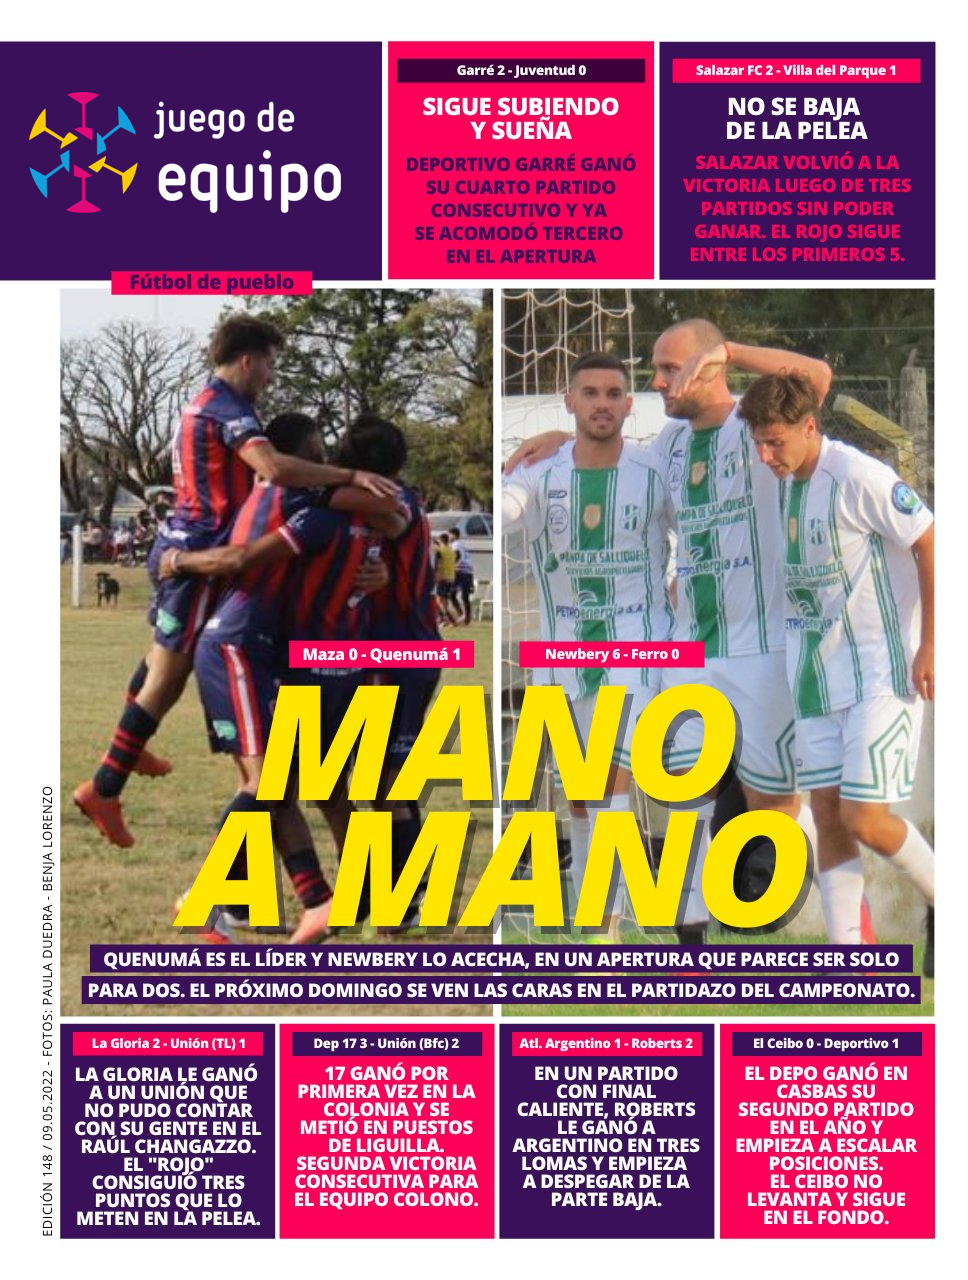 juego de
equipo
Fútbol de pueblo
Garré 2 - Juventud 0
SIGUE SUBIENDO
Y SUEÑA
DEPORTIVO GARRÉ GANÓ
SU CUARTO PARTIDO
CONSECUTIVO Y YA
SE ACOMODÓ TERCERO
EN EL APERTURA
Salazar FC 2 - Villa del Parque 1
NO SE BAJA
DE LA PELEA
SALAZAR VOLVIÓ A LA
VICTORIA LUEGO DE TRES
PARTIDOS SIN PODER
GANAR. EL ROJO SIGUE
ENTRE LOS PRIMEROS 5.
PAMPA DE SALLIQUELO
SERVICIOS AGROPECUARIOS
PETROenergía S.A.
Maza 0 - Quenumá 1
Newbery 6 - Ferro 0
MANO
A MANO
7
QUENUMÁ ES EL LÍDER Y NEWBERY LO ACECHA, EN UN APERTURA QUE PARECE SER SOLO
PARA DOS. EL PRÓXIMO DOMINGO SE VEN LAS CARAS EN EL PARTIDAZO DEL CAMPEONATO.
EDICIÓN 148 / 09.05.2022 - FOTOS: PAULA DUEDRA - BENJA LORENZO
La Gloria 2 - Unión (TL) 1
LA GLORIA LE GANÓ
A UN UNIÓN QUE
NO PUDO CONTAR
CON SU GENTE EN EL
RAÚL CHANGAZZO.
EL "ROJO"
CONSIGUIÓ TRES
PUNTOS QUE LO
METEN EN LA PELEA.
Dep 17 3 - Unión (Bfc) 2
17 GANÓ POR
PRIMERA VEZ EN LA
COLONIA Y SE
METIÓ EN PUESTOS
DE LIGUILLA.
SEGUNDA VICTORIA
CONSECUTIVA PARA
EL EQUIPO COLONO.
Atl. Argentino 1 - Roberts 2
EN UN PARTIDO
CON FINAL
CALIENTE, ROBERTS
LE GANÓ A
ARGENTINO EN TRES
LOMAS Y EMPIEZA
A DESPEGAR DE LA
PARTE BAJA.
El Ceibo 0 - Deportivo 1
EL DEPO GANÓ EN
CASBAS SU
SEGUNDO PARTIDO
EN EL AÑO Y
EMPIEZA A ESCALAR
POSICIONES.
EL CEIBO NO
LEVANTA Y SIGUE
EN EL FONDO.